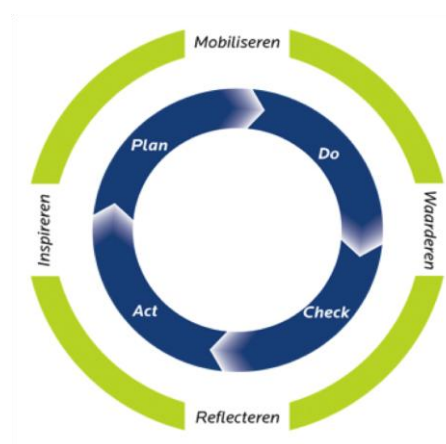 Mobiliseren
Plan
Do
Inspireren
Waarderen
Act
Check
Reflecteren